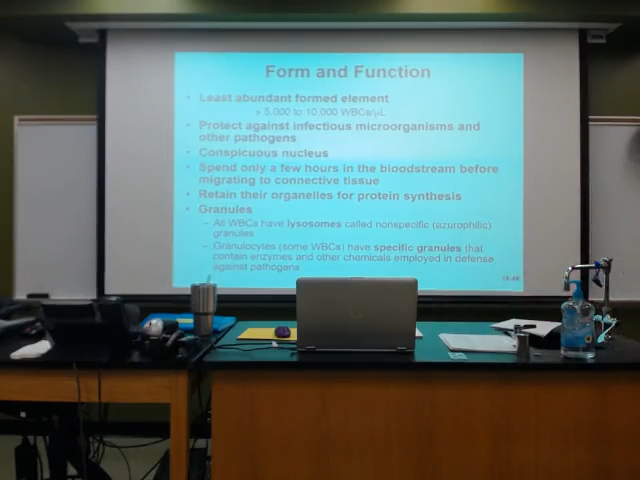 Form and Function
• Least abundant formed element
» 5,000 to 10,000 WBCs/µL
• Protect against infectious microorganisms and
other pathogens
• Conspicuous nucleus
• Spend only a few hours in the bloodstream before
migrating to connective tissue
• Retain their organelles for protein synthesis
• Granules
– All WBCs have lysosomes called nonspecific (azurophilic)
granules
– Granulocytes (some WBCs) have specific granules that
contain enzymes and other chemicals employed in defense
against pathogens